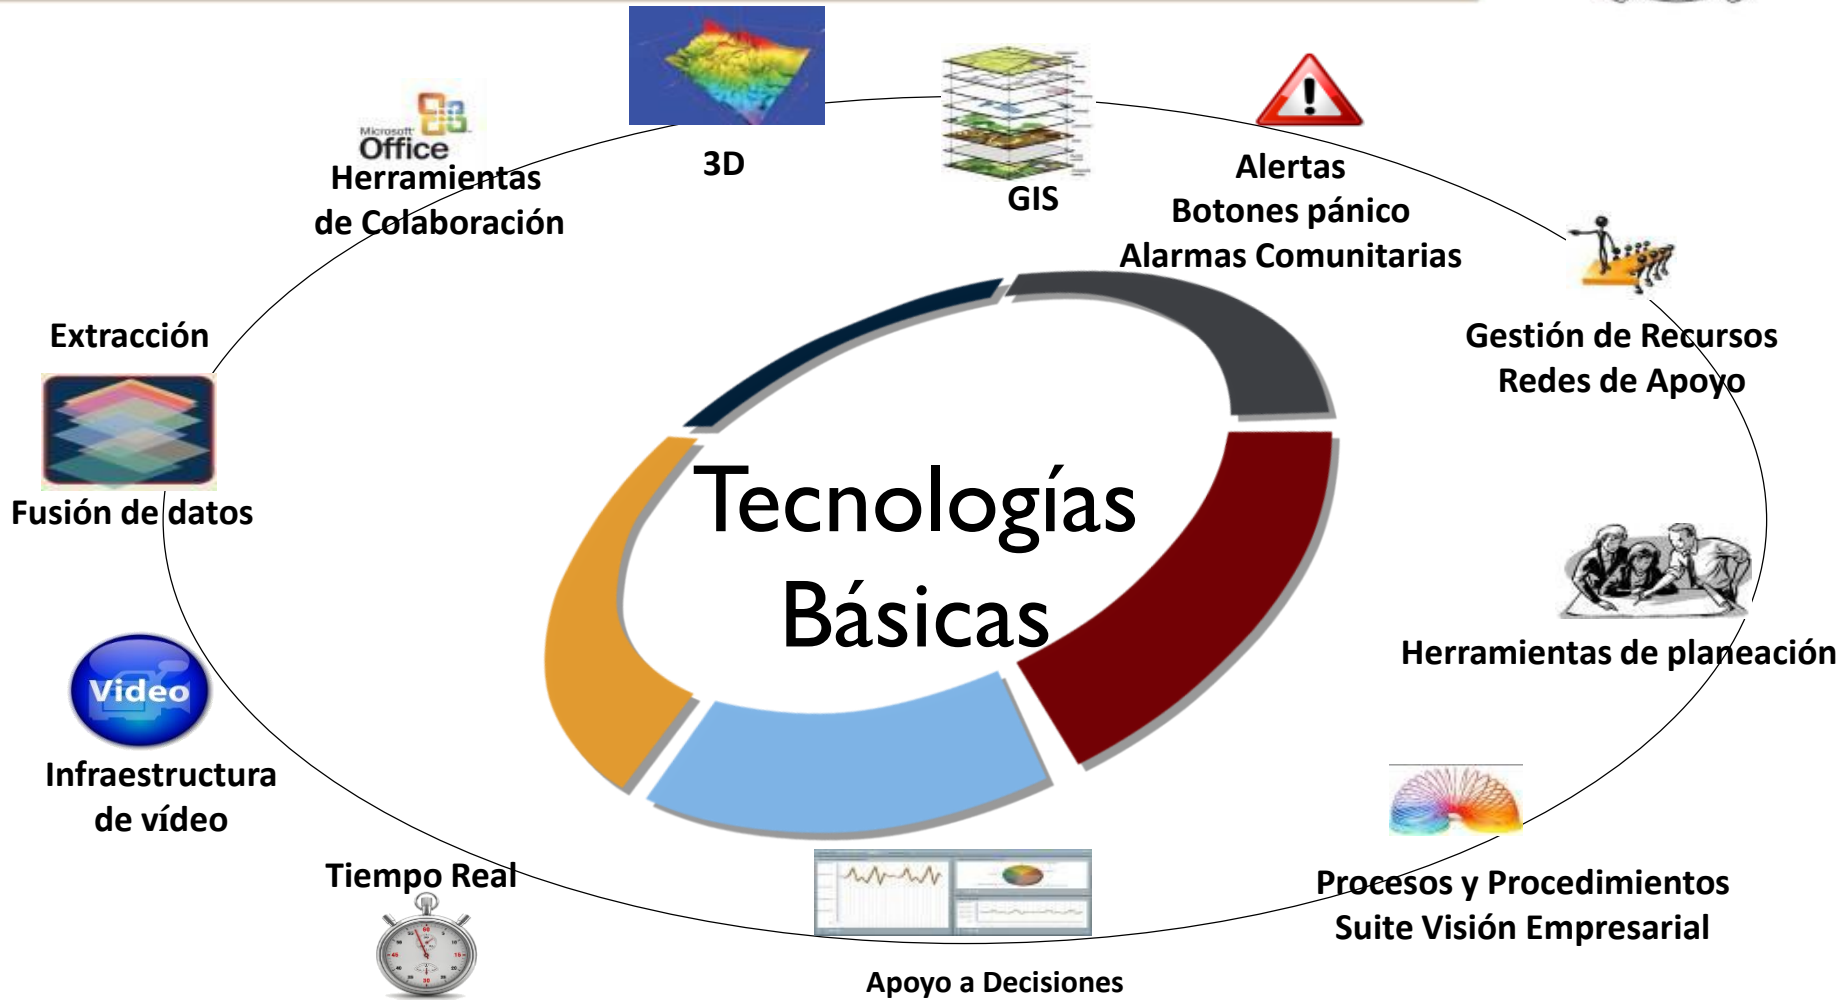 Microsoft
Office
Herramientas
de Colaboración
3D
GIS
Alertas
Botones pánico
Alarmas Comunitarias
Extracción
Fusión de datos
Gestión de Recursos
Redes de Apoyo
Tecnologías
Básicas
Herramientas de planeación
Video
Infraestructura
de vídeo
Tiempo Real
Procesos y Procedimientos
Suite Visión Empresarial
Apoyo a Decisiones